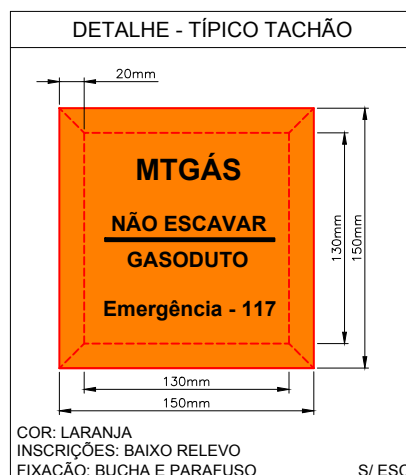 DETALHE - TÍPICO TACHÃO
20mm
MTGÁS
NÃO ESCAVAR
GASODUTO
Emergência - 117
130mm
150mm
130mm
150mm
COR: LARANJA
INSCRIÇÕES: BAIXO RELEVO
FIXAÇÃO: BUCHA E PARAFUSO
S/ ESC